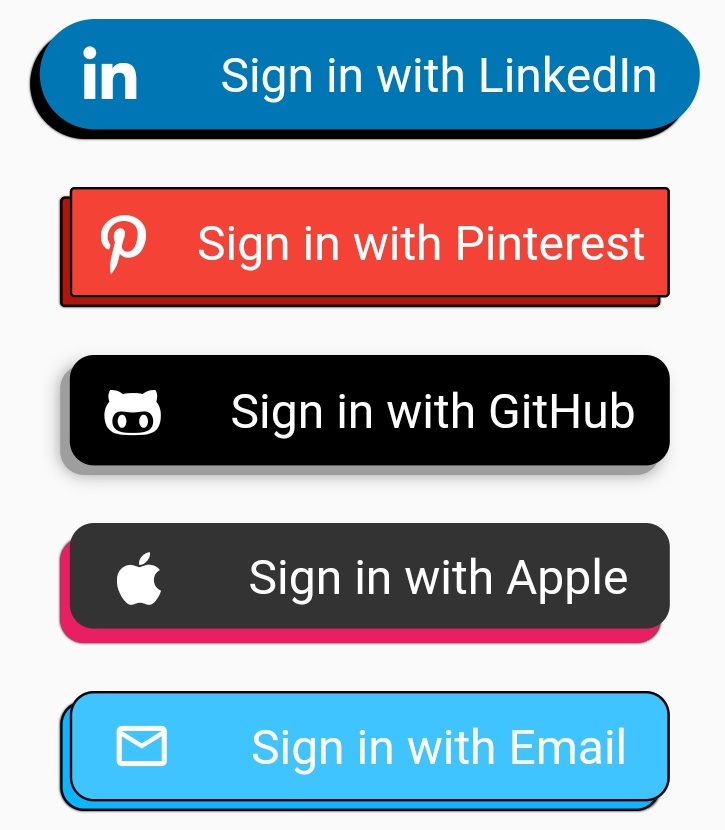 in Sign in with LinkedIn
Sign in with Pinterest
Sign in with GitHub
Sign in with Apple
Sign in with Email